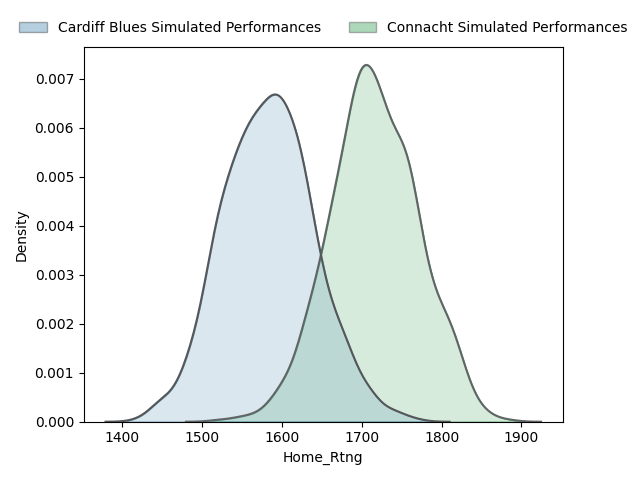 Cardiff Blues Simulated Performances Connacht Simulated Performances
0.007
0.006
0.005
0.004
0.003
0.002
0.001
0.000
Density
1400 1500 1600 1700 1800 1900
Home_Rtng